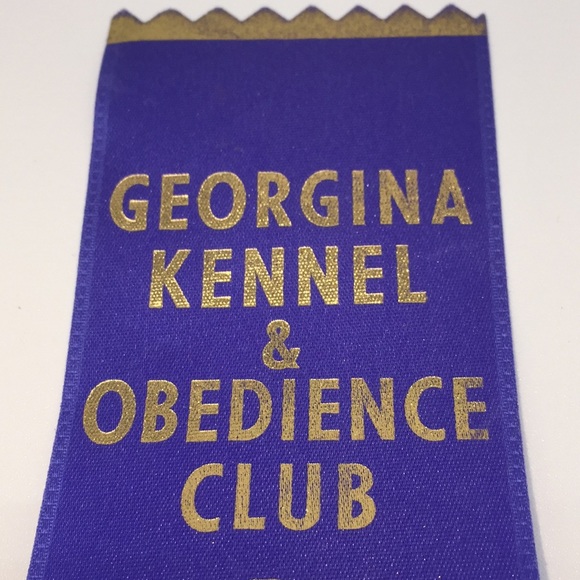 GEORGINA
KENNEL
&
OBEDIENCE
CLUB